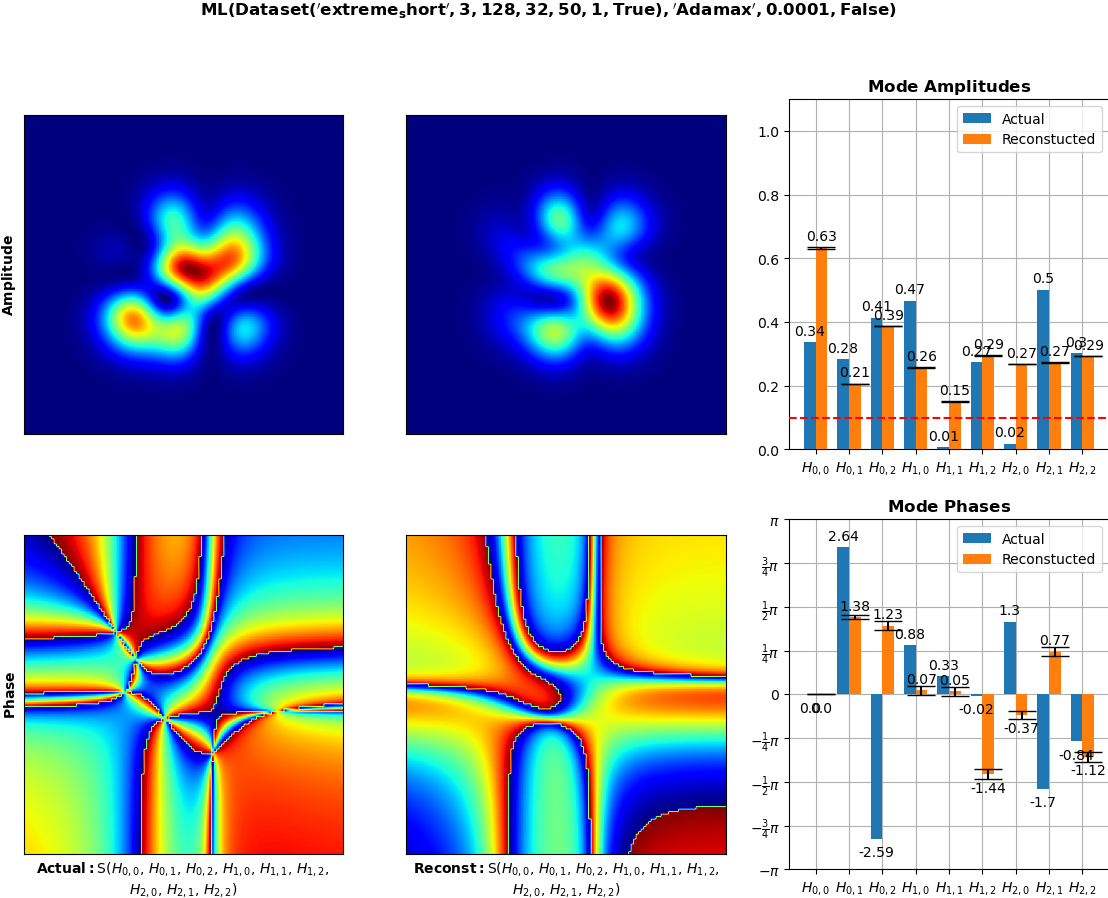 ML(Dataset('extreme_short', 3, 128, 32, 50, 1, True), 'Adamax', 0.0001, False)
Amplitude
Mode Amplitudes
Actual
Reconstucted
1.0
0.8
0.6
0.4
0.2
0.0
0.34
0.63
0.28
0.21
0.41
0.39
0.47
0.26
0.01
0.15
0.27
0.29
0.02
0.27
0.5
0.27
0.3
0.29
H0,0 H0,1 H0,2 H1,0 H1,1 H1,2 H2,0 H2,1 H2,2
Phase
Mode Phases
Actual
Reconstucted
π
3/4π
1/2π
1/4π
0
−1/4π
−1/2π
−3/4π
−π
0.0
0.0
2.64
1.38
-2.59
1.23
0.88
0.07
0.33
0.05
-0.02
-1.44
1.3
-0.37
-1.7
0.77
-0.84
-1.12
H0,0 H0,1 H0,2 H1,0 H1,1 H1,2 H2,0 H2,1 H2,2
Actual: S(H0,0, H0,1, H0,2, H1,0, H1,1, H1,2,
H2,0, H2,1, H2,2)
Reconst: S(H0,0, H0,1, H0,2, H1,0, H1,1, H1,2,
H2,0, H2,1, H2,2)